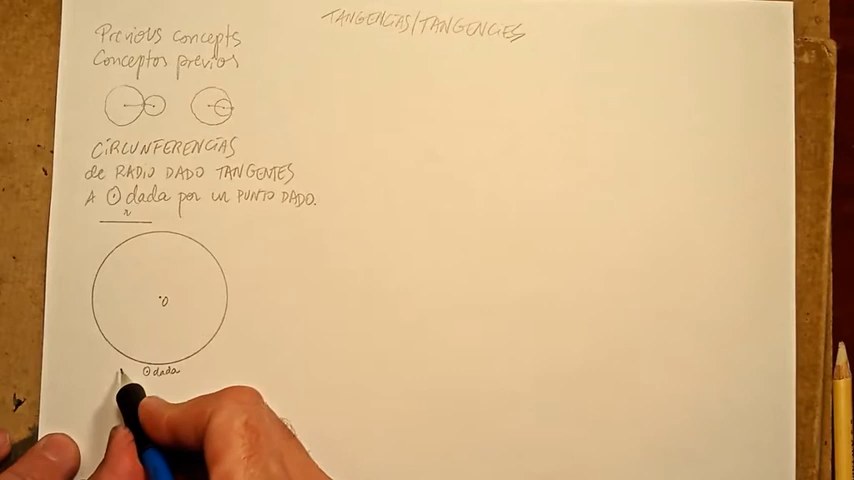 TANGENCIAS/TANGENCIES
Previous concepts
Conceptos previos
CIRCUNFERENCIAS
de RADIO DADO TANGENTES
A ⊙ dada por un PUNTO DADO.
r
O
⊙ dada